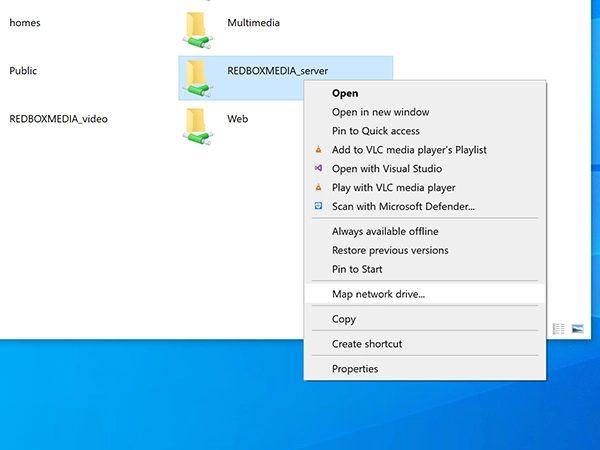 homes
Multimedia
Public
REDBOXMEDIA_server
REDBOXMEDIA_video
Web
Open
Open in new window
Pin to Quick access
Add to VLC media player's Playlist
Open with Visual Studio
Play with VLC media player
Scan with Microsoft Defender...
Always available offline
Restore previous versions
Pin to Start
Map network drive...
Copy
Create shortcut
Properties